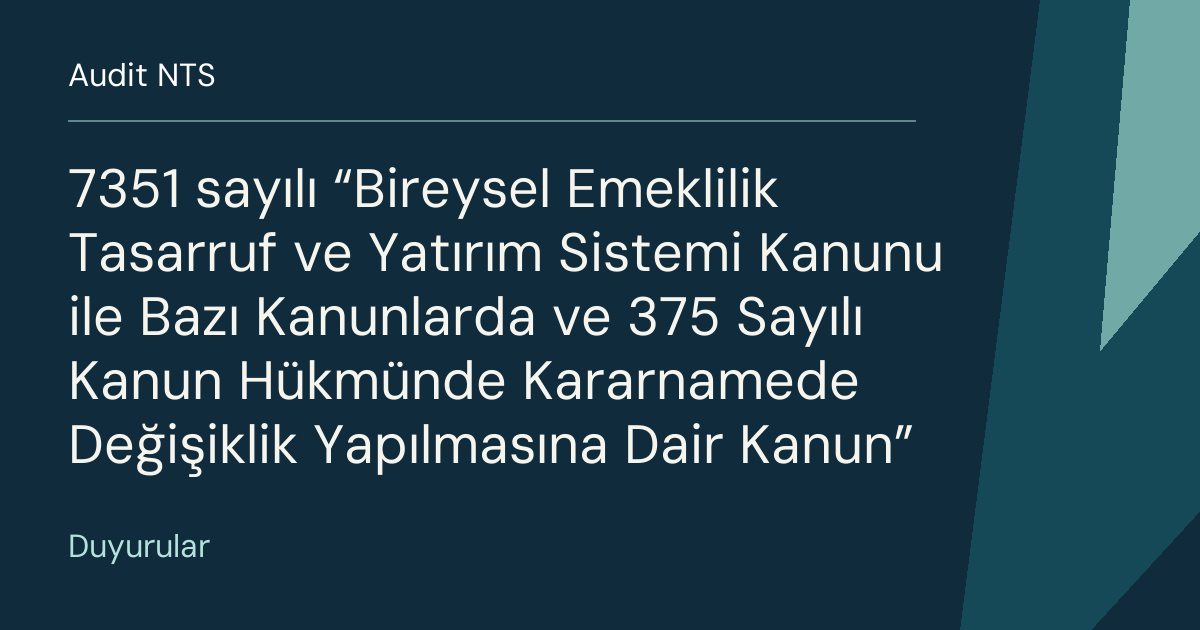 Audit NTS
7351 sayılı “Bireysel Emeklilik
Tasarruf ve Yatırım Sistemi Kanunu
ile Bazı Kanunlarda ve 375 Sayılı
Kanun Hükmünde Kararnamede
Değişiklik Yapılmasına Dair Kanun”
Duyurular